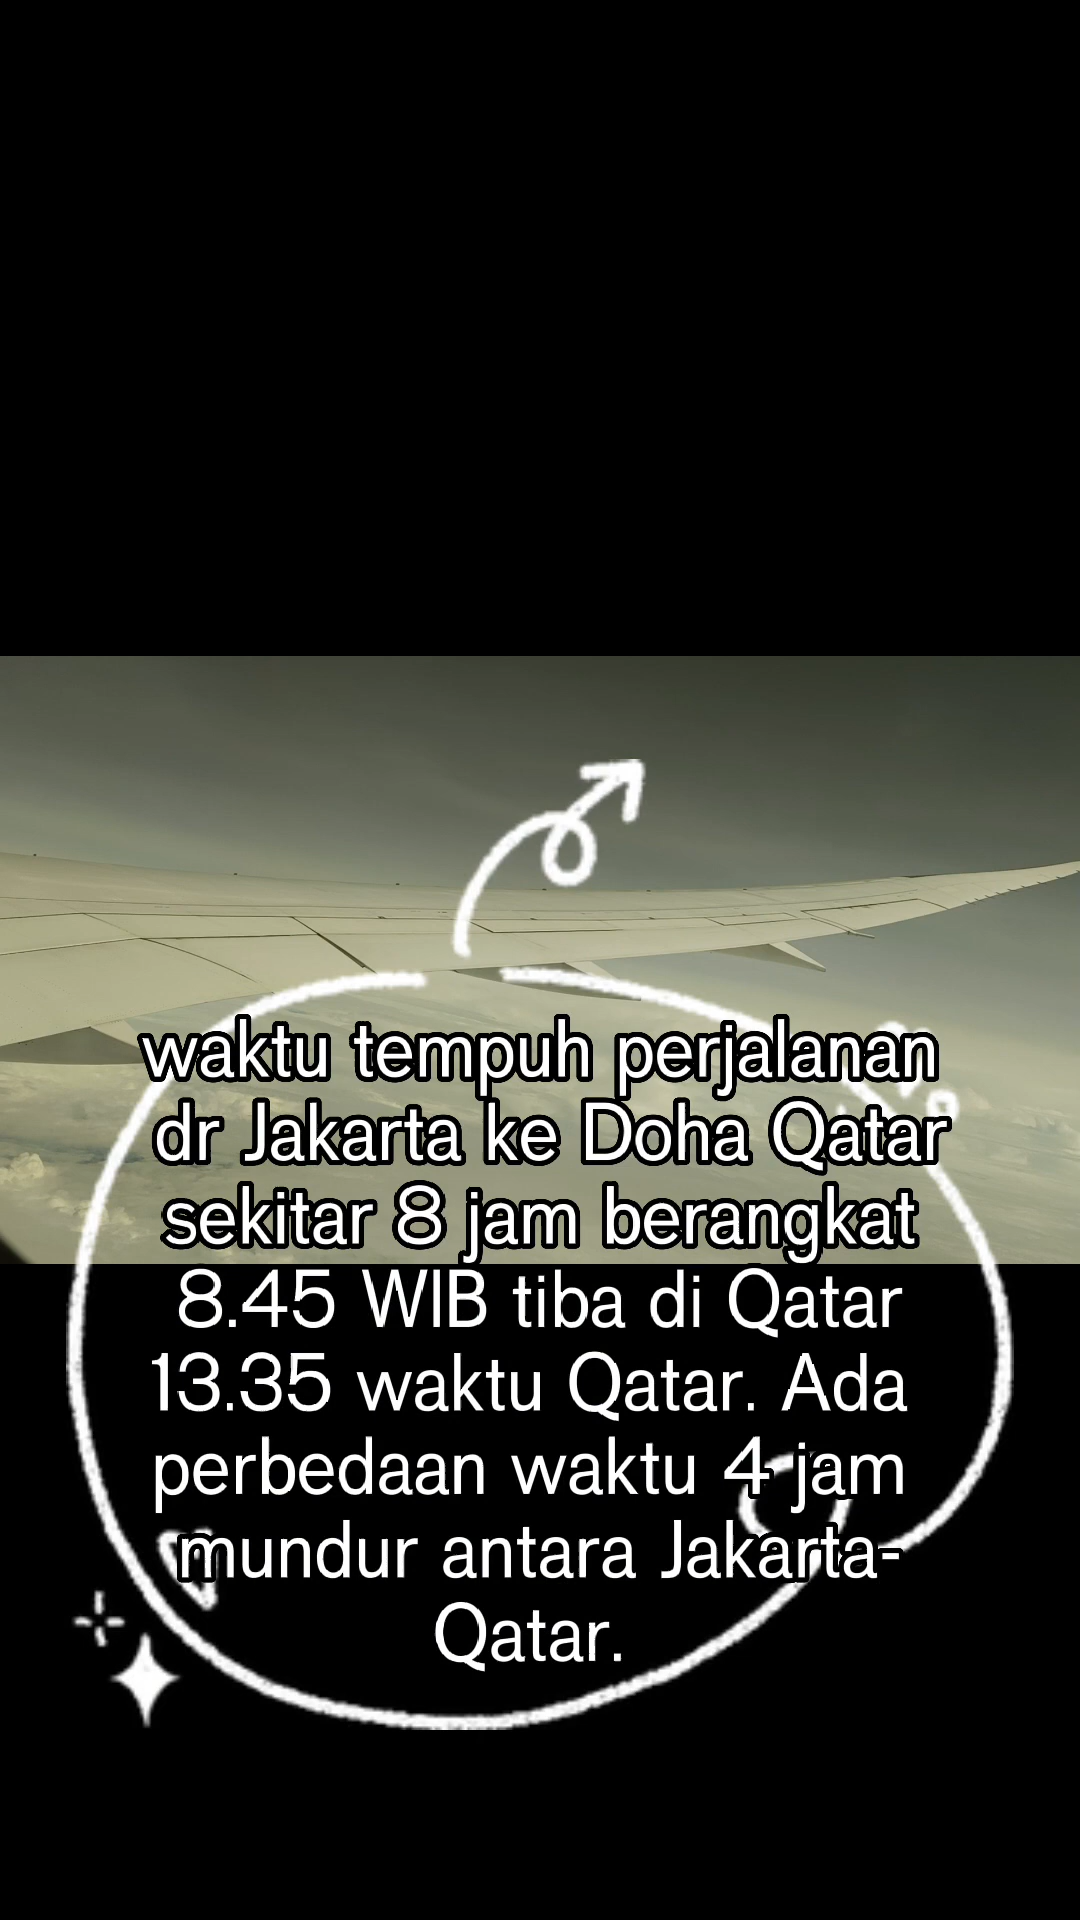 waktu tempuh perjalanan
dr Jakarta ke Doha Qatar
sekitar 8 jam berangkat
8.45 WIB tiba di Qatar
13.35 waktu Qatar. Ada
perbedaan waktu 4 jam
mundur antara Jakarta-
Qatar.